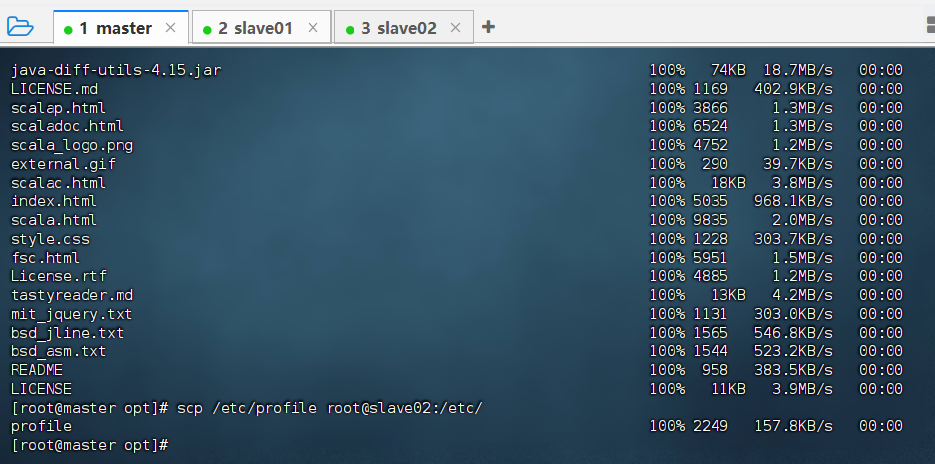 1 master × 2 slave01 × 3 slave02 × +
java-diff-utils-4.15.jar 100% 74KB 18.7MB/s 00:00
LICENSE.md 100% 1169 402.9KB/s 00:00
scalap.html 100% 3866 1.3MB/s 00:00
scaladoc.html 100% 6524 1.3MB/s 00:00
scala_logo.png 100% 4752 1.2MB/s 00:00
external.gif 100% 290 39.7KB/s 00:00
scalac.html 100% 18KB 3.8MB/s 00:00
index.html 100% 5035 968.1KB/s 00:00
scala.html 100% 9835 2.0MB/s 00:00
style.css 100% 1228 303.7KB/s 00:00
fsc.html 100% 5951 1.5MB/s 00:00
License.rtf 100% 4885 1.2MB/s 00:00
tastyreader.md 100% 13KB 4.2MB/s 00:00
mit_jquery.txt 100% 1131 303.0KB/s 00:00
bsd_jline.txt 100% 1565 546.8KB/s 00:00
bsd_asm.txt 100% 1544 523.2KB/s 00:00
README 100% 958 383.5KB/s 00:00
LICENSE 100% 11KB 3.9MB/s 00:00
[root@master opt]# scp /etc/profile root@slave02:/etc/
profile 100% 2249 157.8KB/s 00:00
[root@master opt]#